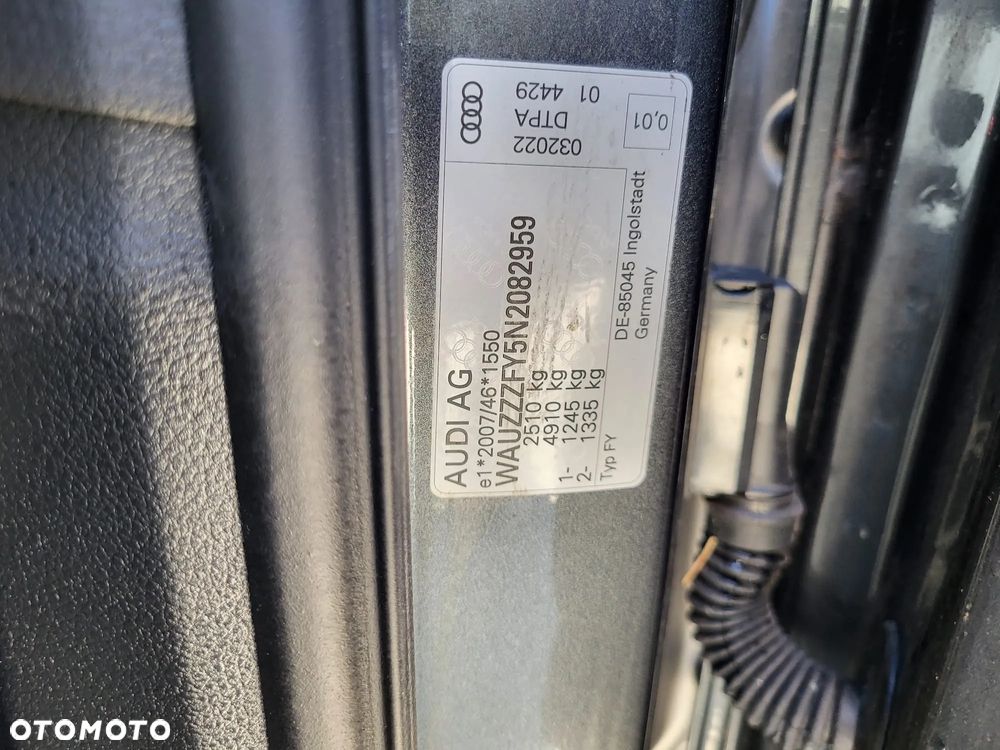 AUDI AG
e1*2007/46*1550
WAUZZZFY5N2082959
2510 kg
4910 kg
1- 1245 kg
2- 1335 kg
Typ FY
DE-85045 Ingolstadt
Germany
032022
DTPA
01 4429
0,01
OTOMOTO